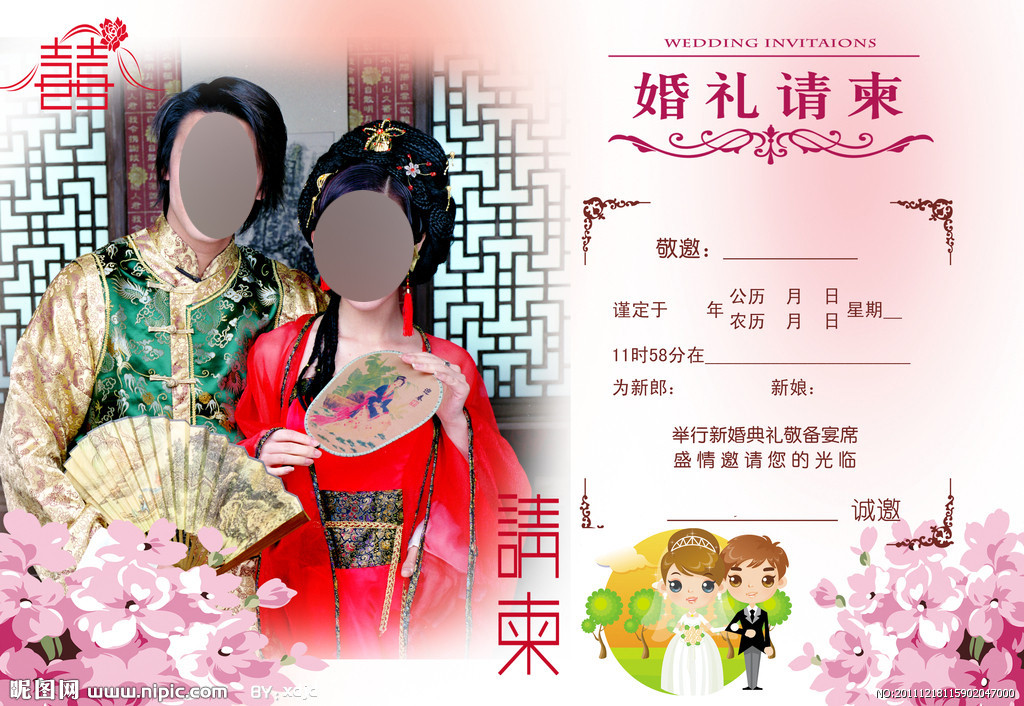 囍
請柬
WEDDING INVITAIONS
婚礼请柬
敬邀：
谨定于 年 公历 月 日 星期
农历 月 日
11时58分在
为新郎： 新娘：
举行新婚典礼敬备宴席
盛情邀请您的光临
诚邀
昵图网 www.nipic.com BY:xcjc
NO:20111218115902047000